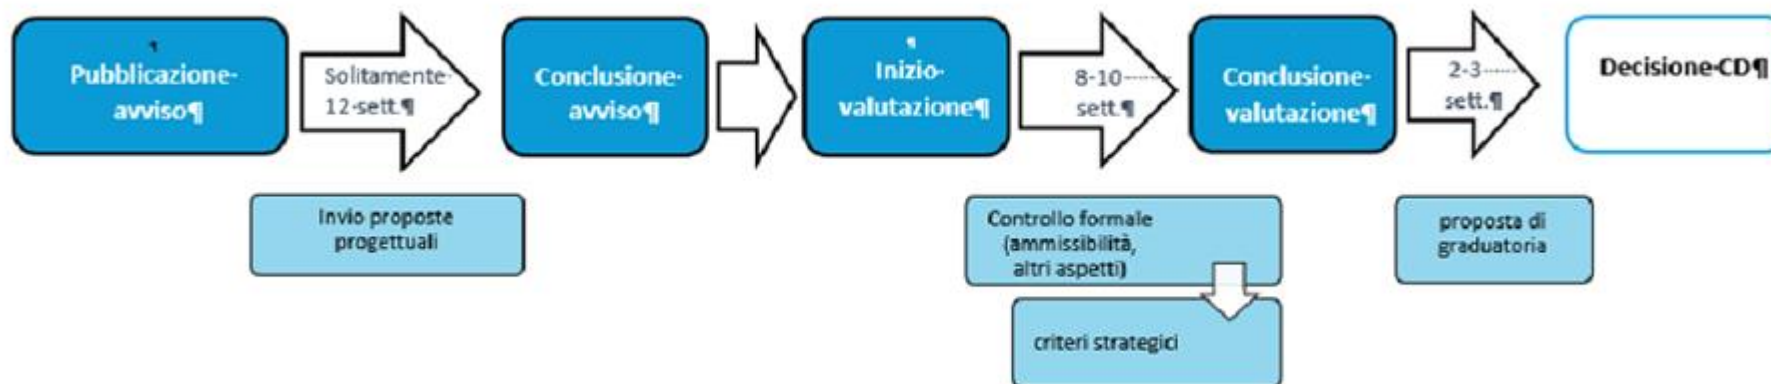 ¶
Pubblicazione·
avviso¶
Solitamente·
12·sett.¶
Conclusione·
avviso¶
¶
Inizio·
valutazione¶
8-10······
sett.¶
Conclusione·
valutazione¶
2-3······
sett.¶
Decisione·CD¶
Invio proposte
progettuali
Controllo formale
(ammissibilità,
altri aspetti)
criteri strategici
proposta di
graduatoria